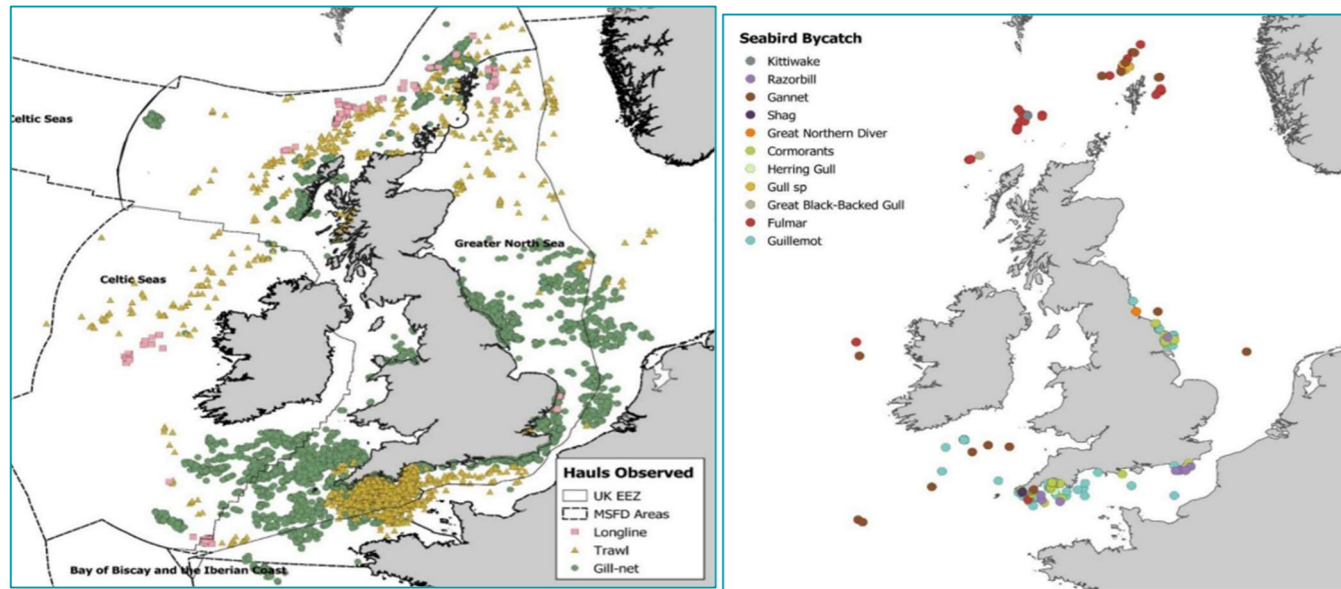 Celtic Seas
Celtic Seas
Greater North Sea
Bay of Biscay and the Iberian Coast
Hauls Observed
UK EEZ
MSFD Areas
Longline
Trawl
Gill-net
Seabird Bycatch
Kittiwake
Razorbill
Gannet
Shag
Great Northern Diver
Cormorants
Herring Gull
Gull sp
Great Black-Backed Gull
Fulmar
Guillemot